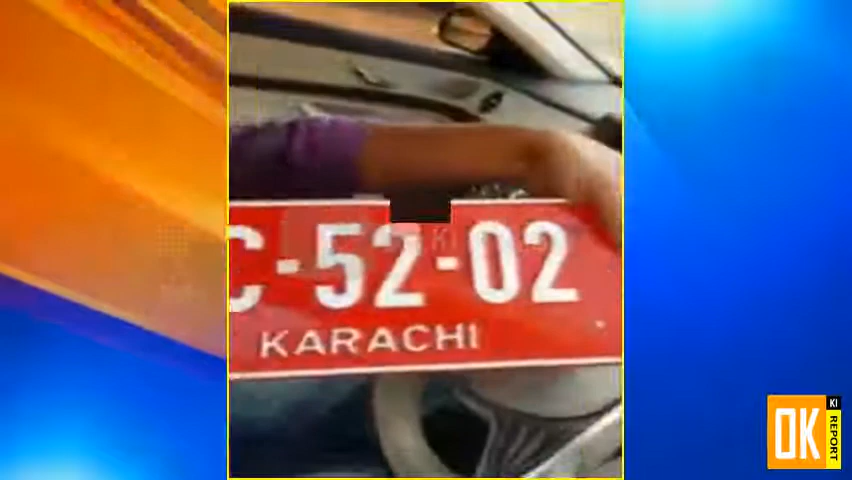 C-52-02
KARACHI
OK
KI
REPORT